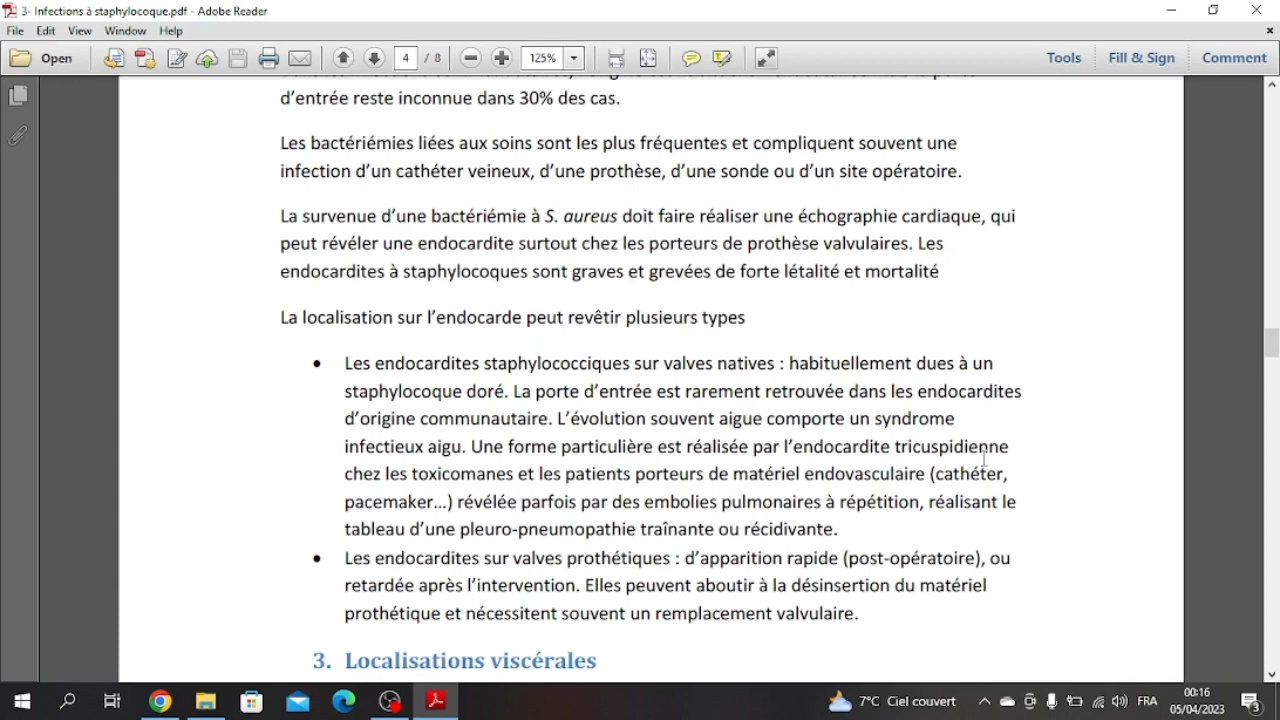 3- Infections à staphylocoque.pdf - Adobe Reader
File Edit View Window Help
Open 4 / 8 125% Tools Fill & Sign Comment
d’entrée reste inconnue dans 30% des cas.
Les bactériémies liées aux soins sont les plus fréquentes et compliquent souvent une
infection d’un cathéter veineux, d’une prothèse, d’une sonde ou d’un site opératoire.
La survenue d’une bactériémie à S. aureus doit faire réaliser une échographie cardiaque, qui
peut révéler une endocardite surtout chez les porteurs de prothèse valvulaires. Les
endocardites à staphylocoques sont graves et grevées de forte létalité et mortalité
La localisation sur l’endocarde peut revêtir plusieurs types
• Les endocardites staphylococciques sur valves natives : habituellement dues à un
staphylocoque doré. La porte d’entrée est rarement retrouvée dans les endocardites
d’origine communautaire. L’évolution souvent aigue comporte un syndrome
infectieux aigu. Une forme particulière est réalisée par l’endocardite tricuspidienne
chez les toxicomanes et les patients porteurs de matériel endovasculaire (cathéter,
pacemaker…) révélée parfois par des embolies pulmonaires à répétition, réalisant le
tableau d’une pleuro-pneumopathie traînante ou récidivante.
• Les endocardites sur valves prothétiques : d’apparition rapide (post-opératoire), ou
retardée après l’intervention. Elles peuvent aboutir à la désinsertion du matériel
prothétique et nécessitent souvent un remplacement valvulaire.
3. Localisations viscérales
7°C Ciel couvert FRA 00:16
05/04/2023 3